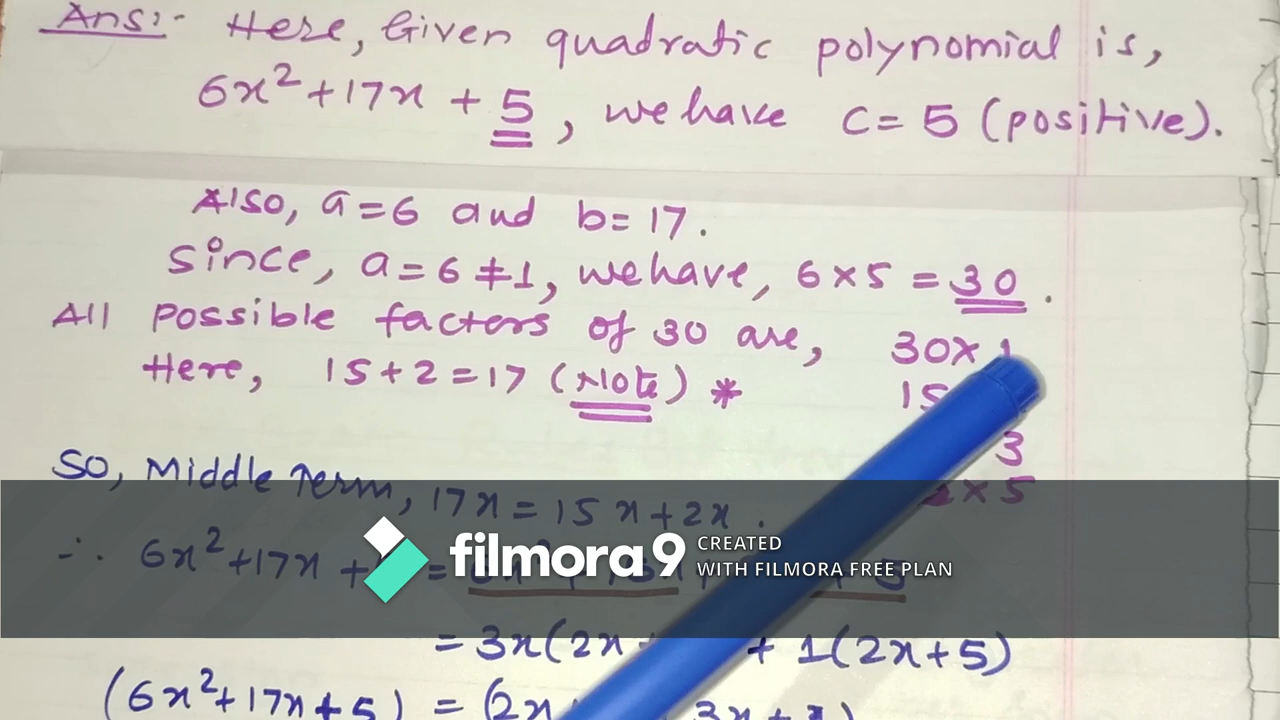 Ans:- Here, Given quadratic polynomial is,
6x²+17x + 5, we have c= 5 (positive).
Also, a=6 and b= 17.
Since, a=6≠1, we have, 6×5 = 30.
All possible factors of 30 are, 30×1
Here, 15+2=17 (Note) * 15
3
×5
So, Middle Term, 17x = 15x+2x.
∴ 6x²+17x + =
filmora9 CREATED
WITH FILMORA FREE PLAN
= 3x(2x + 1(2x+5)
(6x²+17x+5) = (2x 3x+1)